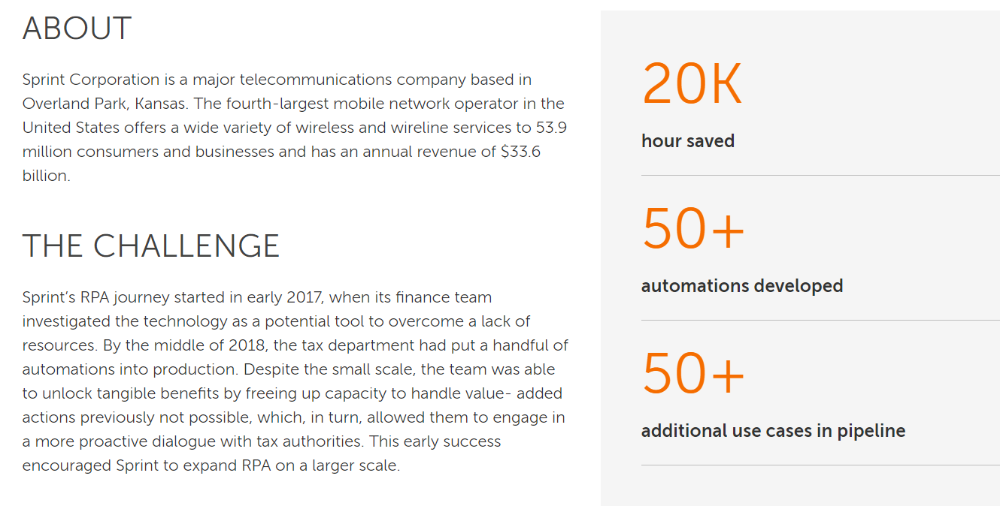 ABOUT
Sprint Corporation is a major telecommunications company based in
Overland Park, Kansas. The fourth-largest mobile network operator in the
United States offers a wide variety of wireless and wireline services to 53.9
million consumers and businesses and has an annual revenue of $33.6
billion.
THE CHALLENGE
Sprint’s RPA journey started in early 2017, when its finance team
investigated the technology as a potential tool to overcome a lack of
resources. By the middle of 2018, the tax department had put a handful of
automations into production. Despite the small scale, the team was able
to unlock tangible benefits by freeing up capacity to handle value- added
actions previously not possible, which, in turn, allowed them to engage in
a more proactive dialogue with tax authorities. This early success
encouraged Sprint to expand RPA on a larger scale.
20K
hour saved
50+
automations developed
50+
additional use cases in pipeline